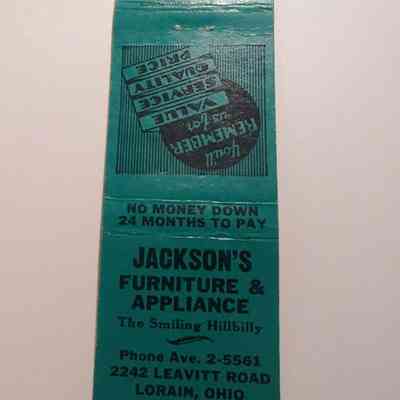 You'll
REMEMBER
us for
VALUE
SERVICE
QUALITY
PRICE
NO MONEY DOWN
24 MONTHS TO PAY
JACKSON'S
FURNITURE &
APPLIANCE
The Smiling Hillbilly
Phone Ave. 2-5561
2242 LEAVITT ROAD
LORAIN, OHIO